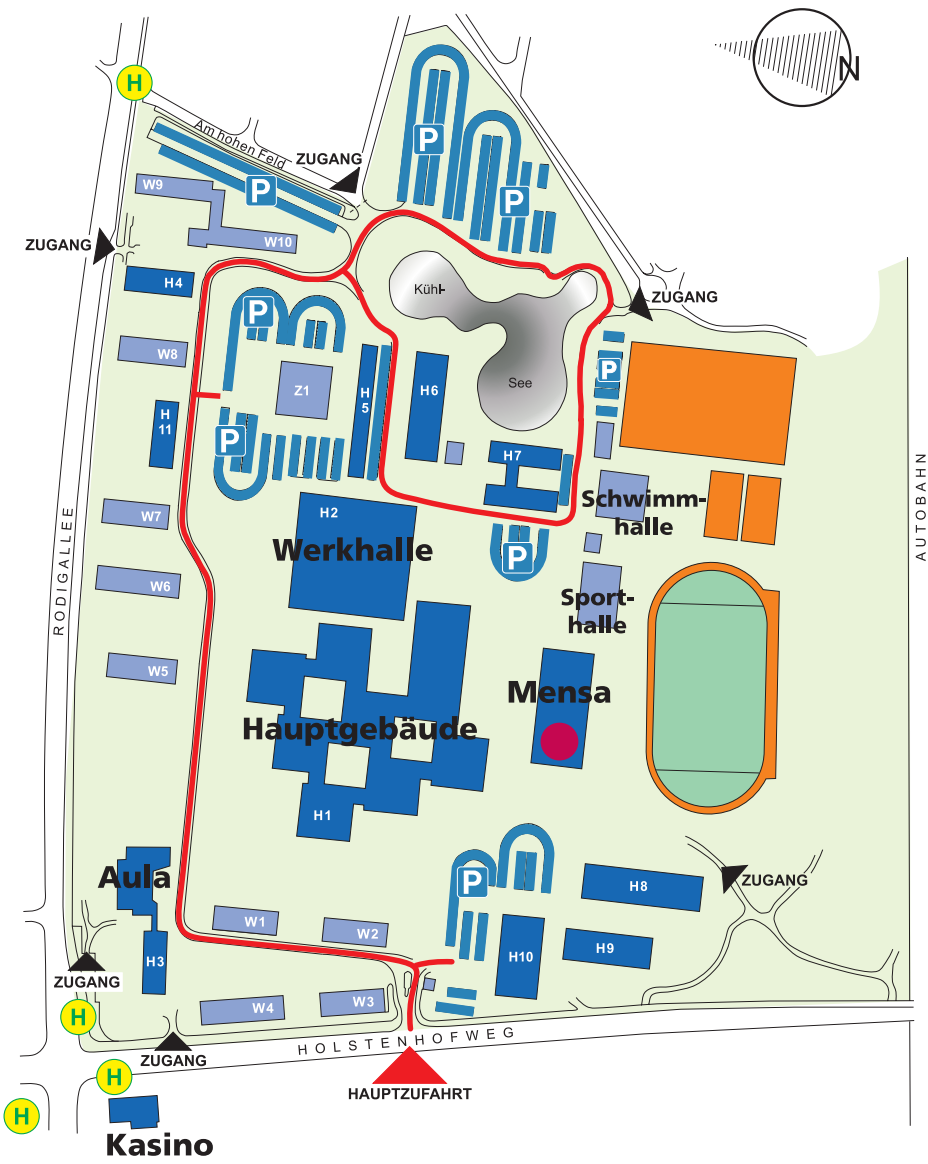 N
H
Am hohen Feld
ZUGANG
P
P
P
W9
W10
ZUGANG
H4
Kühl-
ZUGANG
P
W8
Z1
H
5
H6
See
P
H
11
P
H7
W7
H2
Werkhalle
Schwimm-
halle
P
W6
Sport-
halle
W5
Mensa
Hauptgebäude
H1
RODIGALLEE
AUTOBAHN
Aula
P
H8
ZUGANG
W1
W2
H3
H10
H9
ZUGANG
W4
W3
H
ZUGANG
HOLSTENHOFWEG
HAUPTZUFAHRT
H
H
Kasino